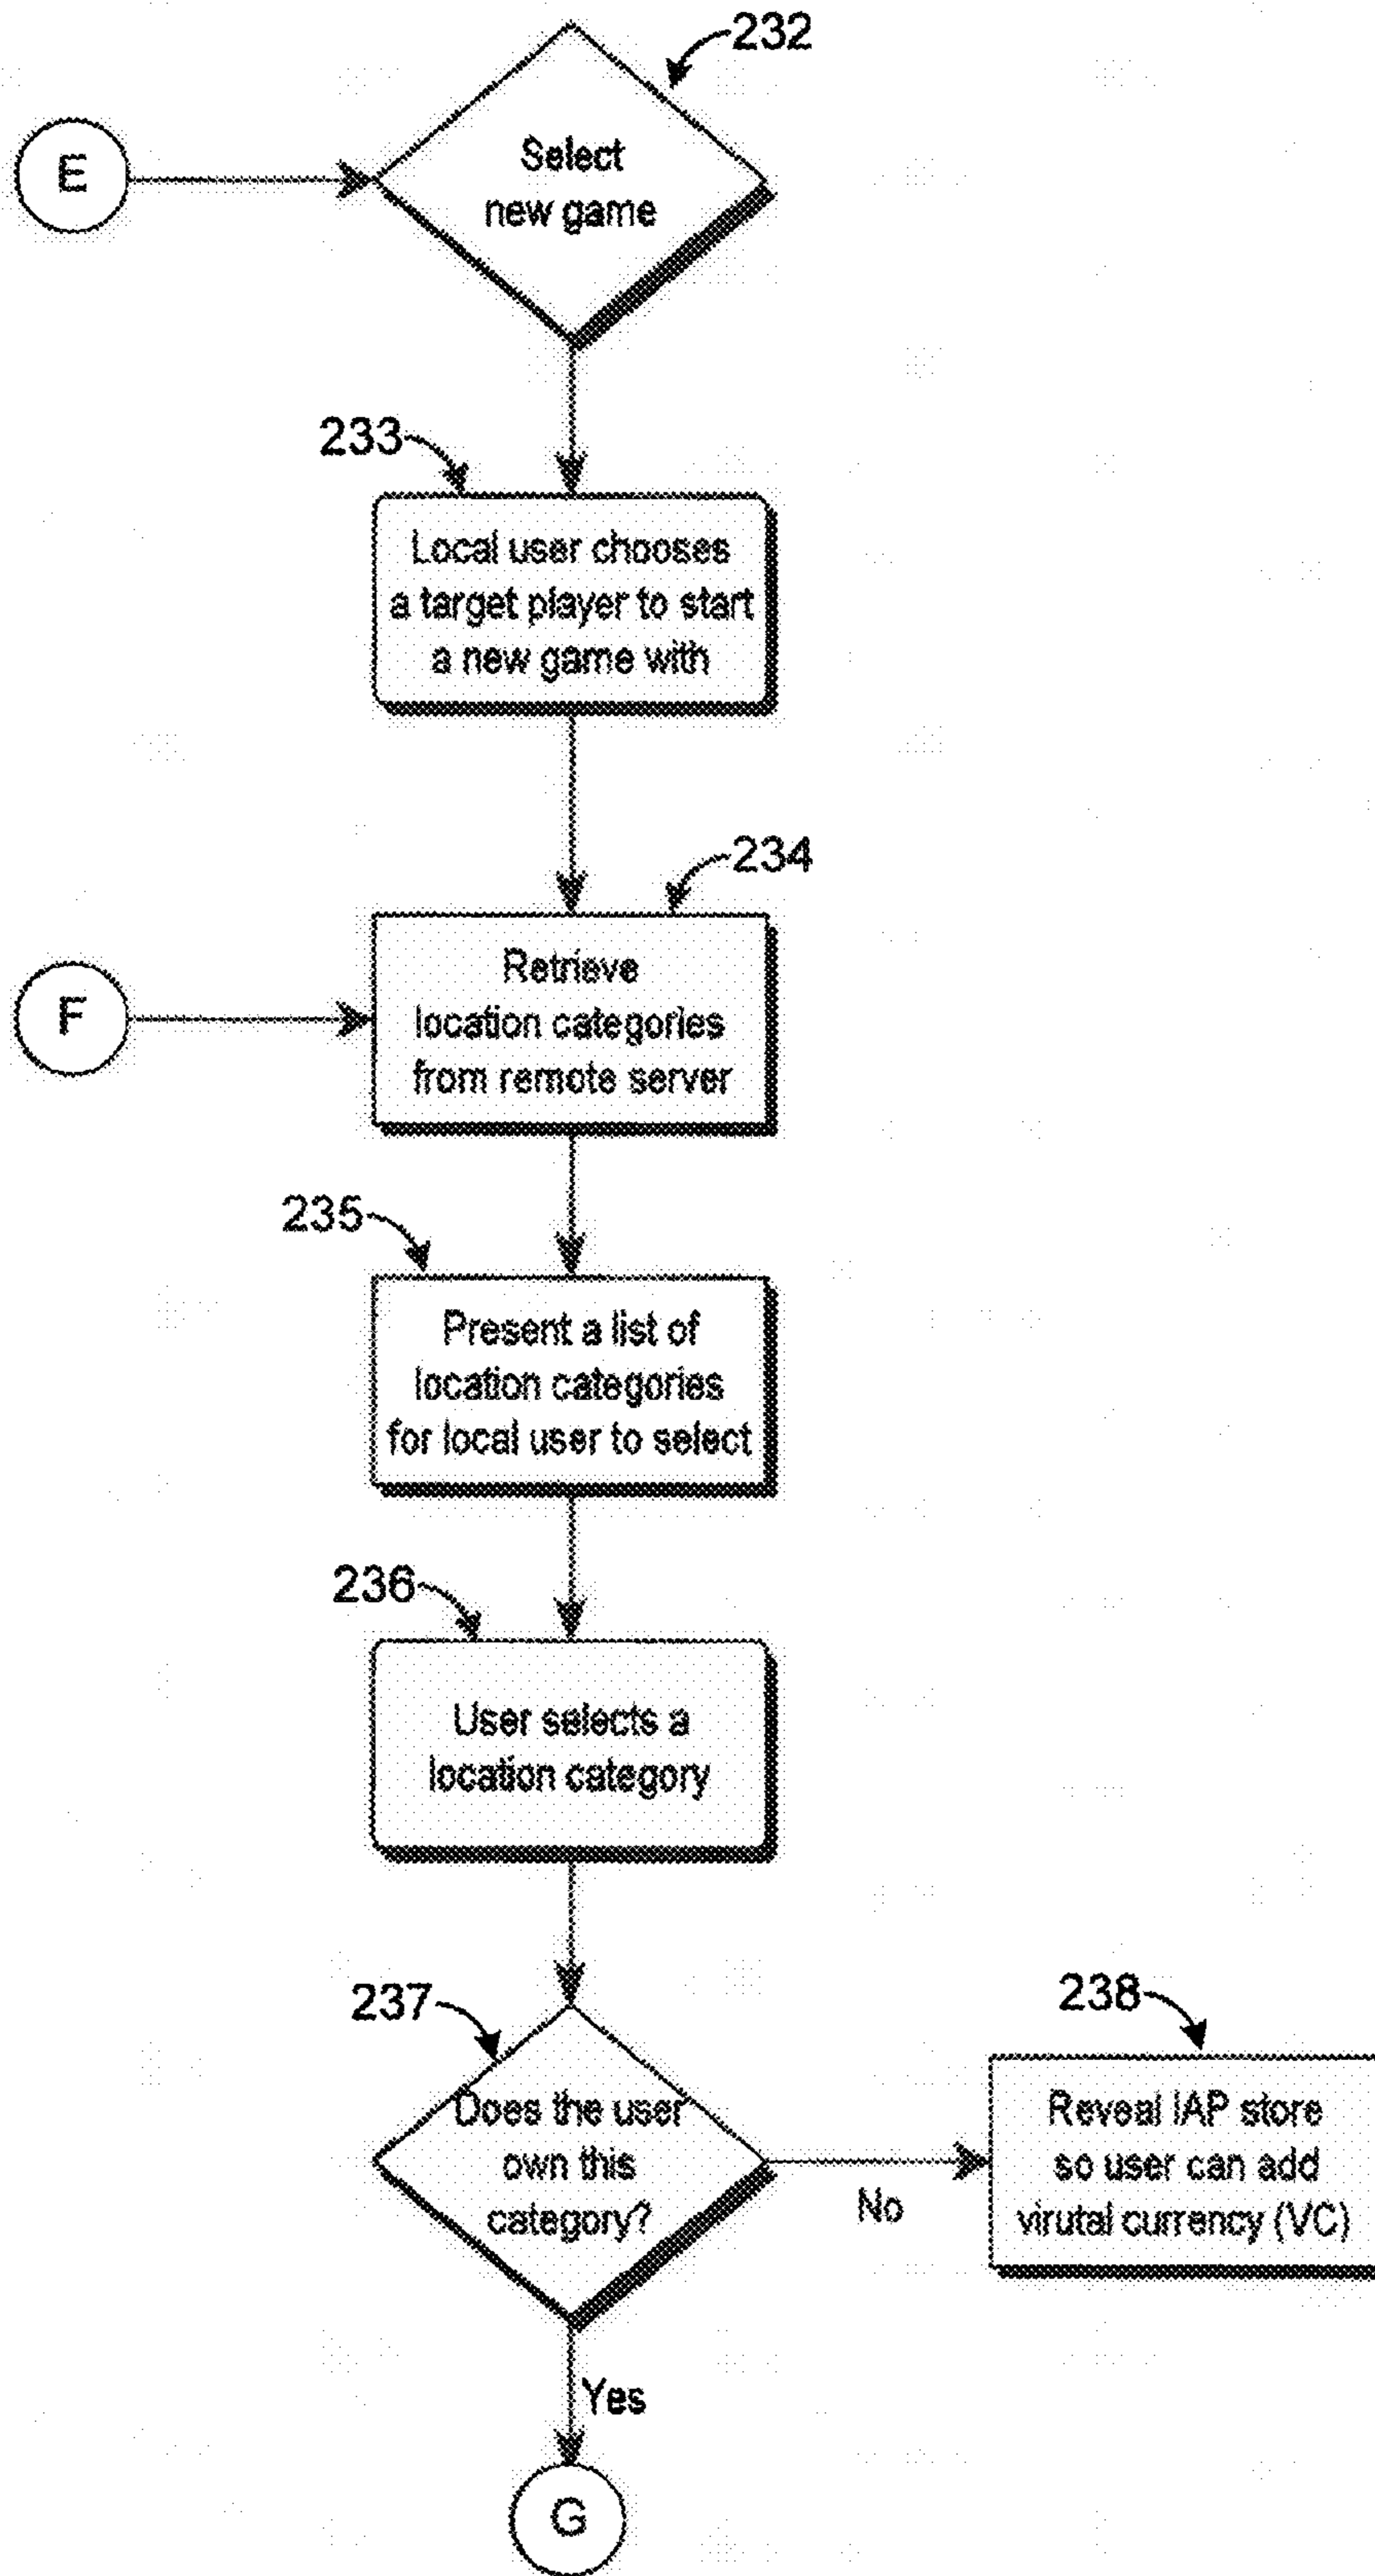 232
E
Select
new game
233
Local user chooses
a target player to start
a new game with
234
F
Retrieve
location categories
from remote server
235
Present a list of
location categories
for local user to select
236
User selects a
location category
237
Does the user
own this
category?
No
238
Reveal IAP store
so user can add
virutal currency (VC)
Yes
G